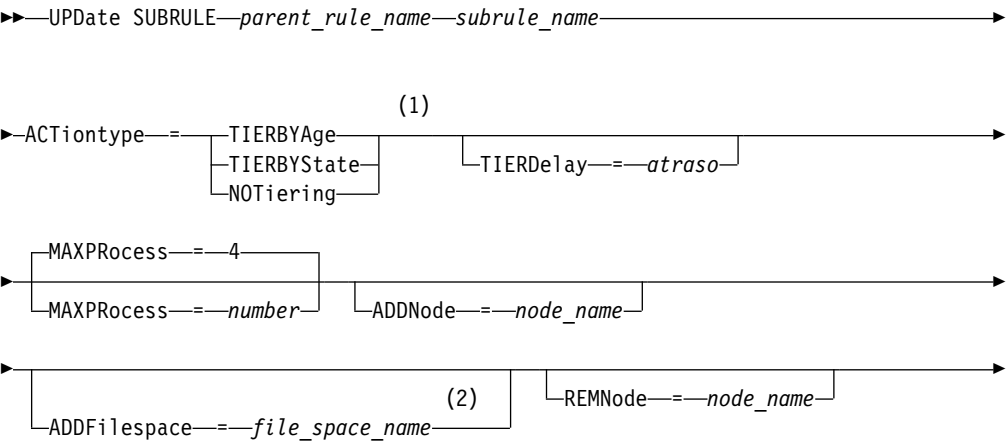 UPDate SUBRULE parent_rule_name subrule_name
(1)
ACTiontype = TIERBYAge
TIERBYState
TIERDelay = atraso
NOTiering
MAXPRocess = 4
MAXPRocess = number
ADDNode = node_name
(2)
REMNode = node_name
ADDFilespace = file_space_name